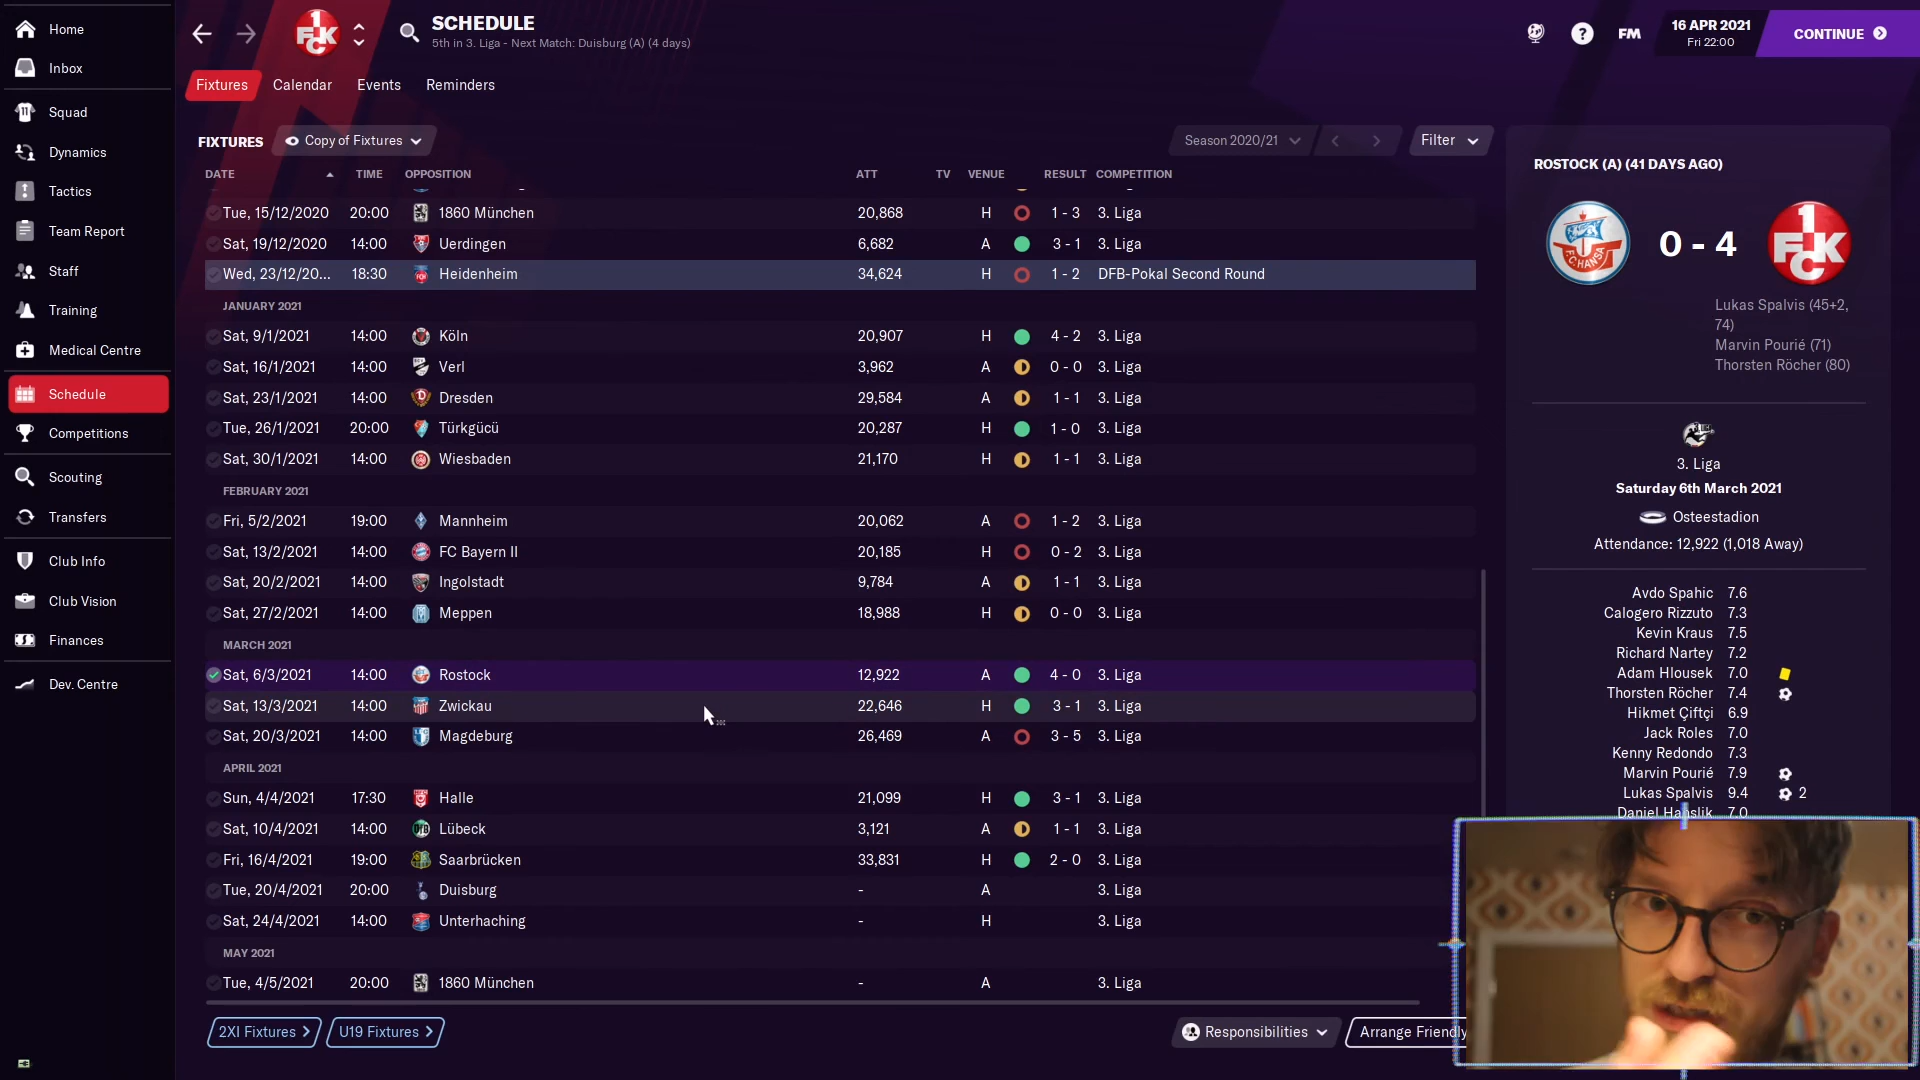 Home
Inbox
Squad
Dynamics
Tactics
Team Report
Staff
Training
Medical Centre
Schedule
Competitions
Scouting
Transfers
Club Info
Club Vision
Finances
Dev. Centre
SCHEDULE
5th in 3. Liga - Next Match: Duisburg (A) (4 days)
FM
16 APR 2021
Fri 22:00
CONTINUE
Fixtures Calendar Events Reminders
FIXTURES Copy of Fixtures Season 2020/21 Filter
DATE TIME OPPOSITION ATT TV VENUE RESULT COMPETITION
Tue, 15/12/2020 20:00 1860 München 20,868 H 1 - 3 3. Liga
Sat, 19/12/2020 14:00 Uerdingen 6,682 A 3 - 1 3. Liga
Wed, 23/12/20... 18:30 Heidenheim 34,624 H 1 - 2 DFB-Pokal Second Round
JANUARY 2021
Sat, 9/1/2021 14:00 Köln 20,907 H 4 - 2 3. Liga
Sat, 16/1/2021 14:00 Verl 3,962 A 0 - 0 3. Liga
Sat, 23/1/2021 14:00 Dresden 29,584 A 1 - 1 3. Liga
Tue, 26/1/2021 20:00 Türkgücü 20,287 H 1 - 0 3. Liga
Sat, 30/1/2021 14:00 Wiesbaden 21,170 H 1 - 1 3. Liga
FEBRUARY 2021
Fri, 5/2/2021 19:00 Mannheim 20,062 A 1 - 2 3. Liga
Sat, 13/2/2021 14:00 FC Bayern II 20,185 H 0 - 2 3. Liga
Sat, 20/2/2021 14:00 Ingolstadt 9,784 A 1 - 1 3. Liga
Sat, 27/2/2021 14:00 Meppen 18,988 H 0 - 0 3. Liga
MARCH 2021
Sat, 6/3/2021 14:00 Rostock 12,922 A 4 - 0 3. Liga
Sat, 13/3/2021 14:00 Zwickau 22,646 H 3 - 1 3. Liga
Sat, 20/3/2021 14:00 Magdeburg 26,469 A 3 - 5 3. Liga
APRIL 2021
Sun, 4/4/2021 17:30 Halle 21,099 H 3 - 1 3. Liga
Sat, 10/4/2021 14:00 Lübeck 3,121 A 1 - 1 3. Liga
Fri, 16/4/2021 19:00 Saarbrücken 33,831 H 2 - 0 3. Liga
Tue, 20/4/2021 20:00 Duisburg - A 3. Liga
Sat, 24/4/2021 14:00 Unterhaching - H 3. Liga
MAY 2021
Tue, 4/5/2021 20:00 1860 München - A 3. Liga
2XI Fixtures U19 Fixtures Responsibilities Arrange Friendly
ROSTOCK (A) (41 DAYS AGO)
F.C. HANSA 0 - 4 1 FCK
Lukas Spalvis (45+2,
74)
Marvin Pourié (71)
Thorsten Röcher (80)
3. Liga
Saturday 6th March 2021
Ostseestadion
Attendance: 12,922 (1,018 Away)
Avdo Spahic 7.6
Calogero Rizzuto 7.3
Kevin Kraus 7.5
Richard Nartey 7.2
Adam Hlousek 7.0
Thorsten Röcher 7.4
Hikmet Çiftçi 6.9
Jack Roles 7.0
Kenny Redondo 7.3
Marvin Pourié 7.9
Lukas Spalvis 9.4 2
Daniel Hanslik 7.0